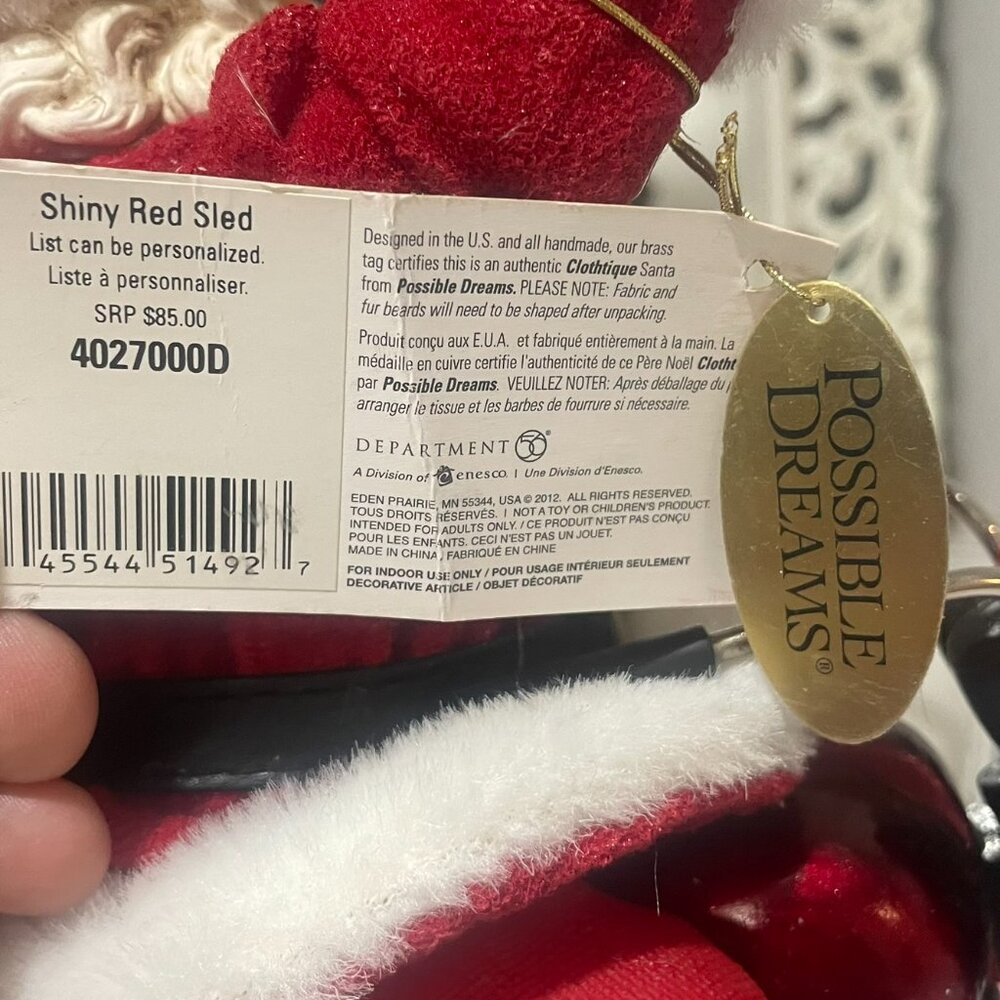 Shiny Red Sled
List can be personalized.
Liste à personnaliser.
SRP $85.00
4027000D
45544 51492 7
Designed in the U.S. and all handmade, our brass
tag certifies this is an authentic Clothtique Santa
from Possible Dreams. PLEASE NOTE: Fabric and
fur beards will need to be shaped after unpacking.
Produit conçu aux E.U.A. et fabriqué entièrement à la main. La
médaille en cuivre certifie l'authenticité de ce Père Noël Cloth
par Possible Dreams. VEUILLEZ NOTER: Après déballage du
arranger le tissue et les barbes de fourrure si nécessaire.
DEPARTMENT 56®
A Division of Enesco | Une Division d'Enesco.
EDEN PRAIRIE, MN 55344, USA © 2012. ALL RIGHTS RESERVED.
TOUS DROITS RÉSERVÉS. | NOT A TOY OR CHILDREN'S PRODUCT.
INTENDED FOR ADULTS ONLY. / CE PRODUIT N'EST PAS CONÇU
POUR LES ENFANTS. CECI N'EST PAS UN JOUET.
MADE IN CHINA, FABRIQUÉ EN CHINE
FOR INDOOR USE ONLY / POUR USAGE INTÉRIEUR SEULEMENT
DECORATIVE ARTICLE / OBJET DÉCORATIF
POSSIBLE
DREAMS®